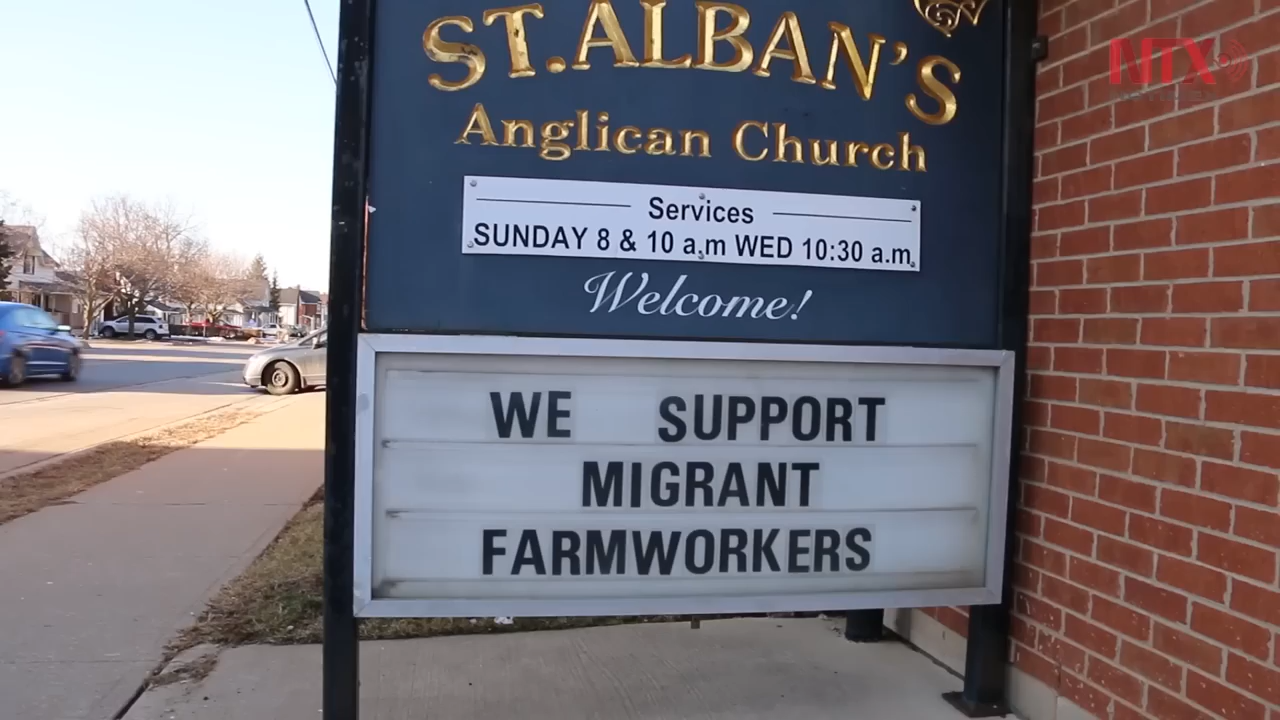 ST. ALBAN'S
Anglican Church
Services
SUNDAY 8 & 10 a.m WED 10:30 a.m.
Welcome!
WE SUPPORT
MIGRANT
FARMWORKERS
NTX